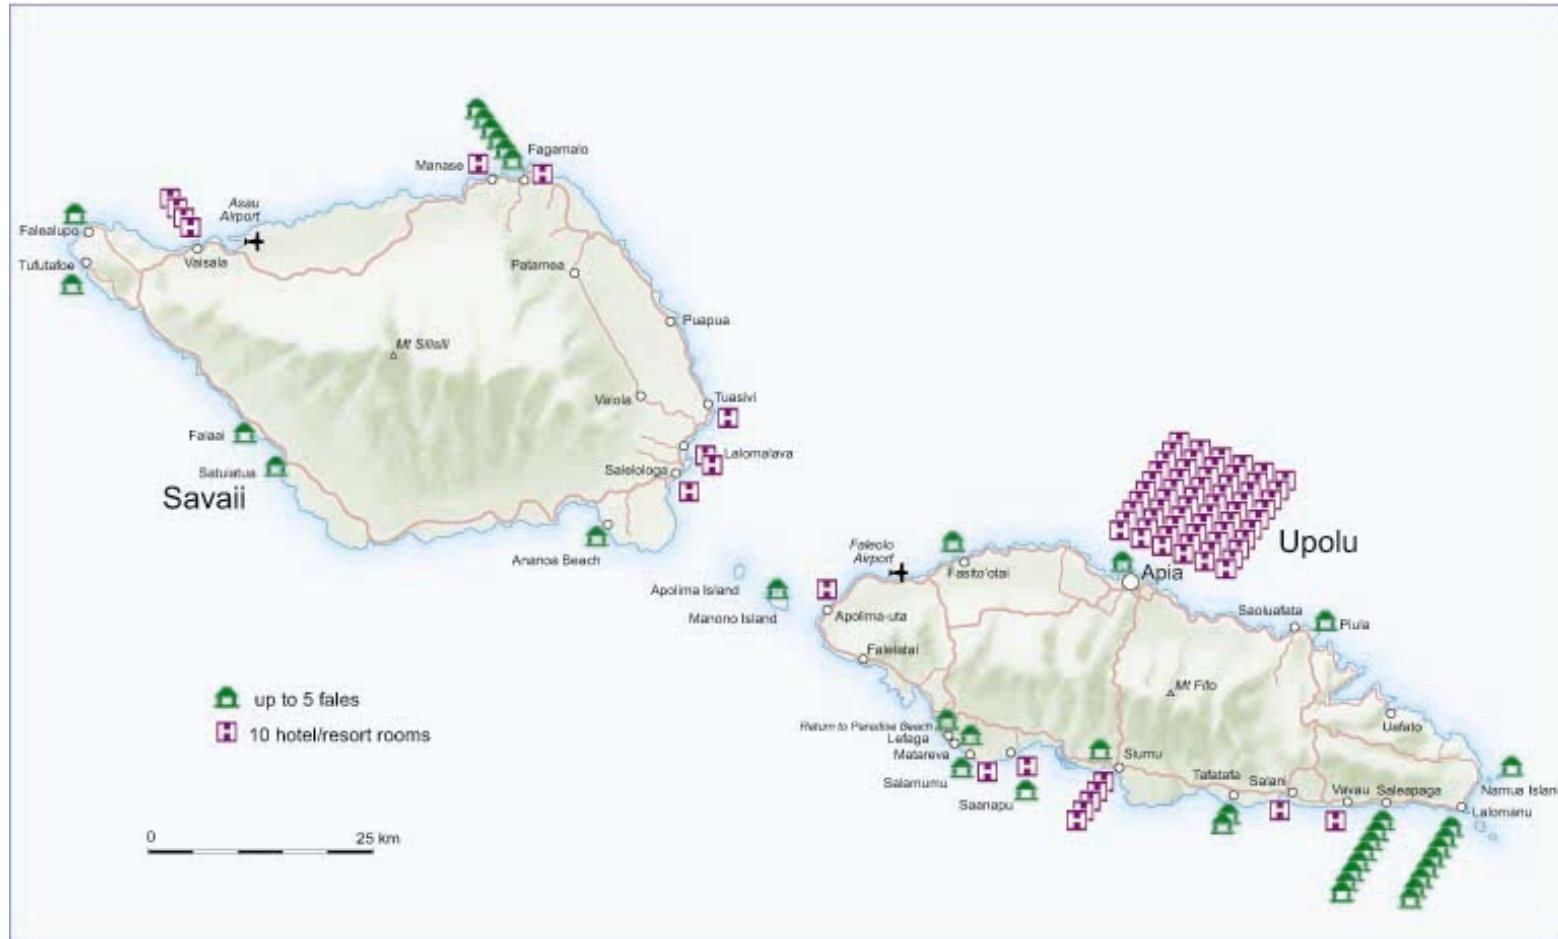 Fagamalo
Manase
Asau
Airport
Falealupo
Vaisala
Tufutafoe
Patamea
Puapua
Mt Silisili
Vaiola
Tuasivi
Faiaai
Lalomalava
Salelologa
Satuiatua
Savaii
Upolu
Faleolo
Airport
Ananoa Beach
Fasito'otai
Apia
Apolima Island
Saoluafata
Manono Island
Apolima-uta
Piula
Falelatai
up to 5 fales
Mt Fito
10 hotel/resort rooms
Return to Paradise Beach
Uafato
Lefaga
Matareva
Siumu
Salamumu
Tafatafa
Salani
Vavau
Saleapaga
Namua Islan
Saanapu
Lalomanu
0
25 km